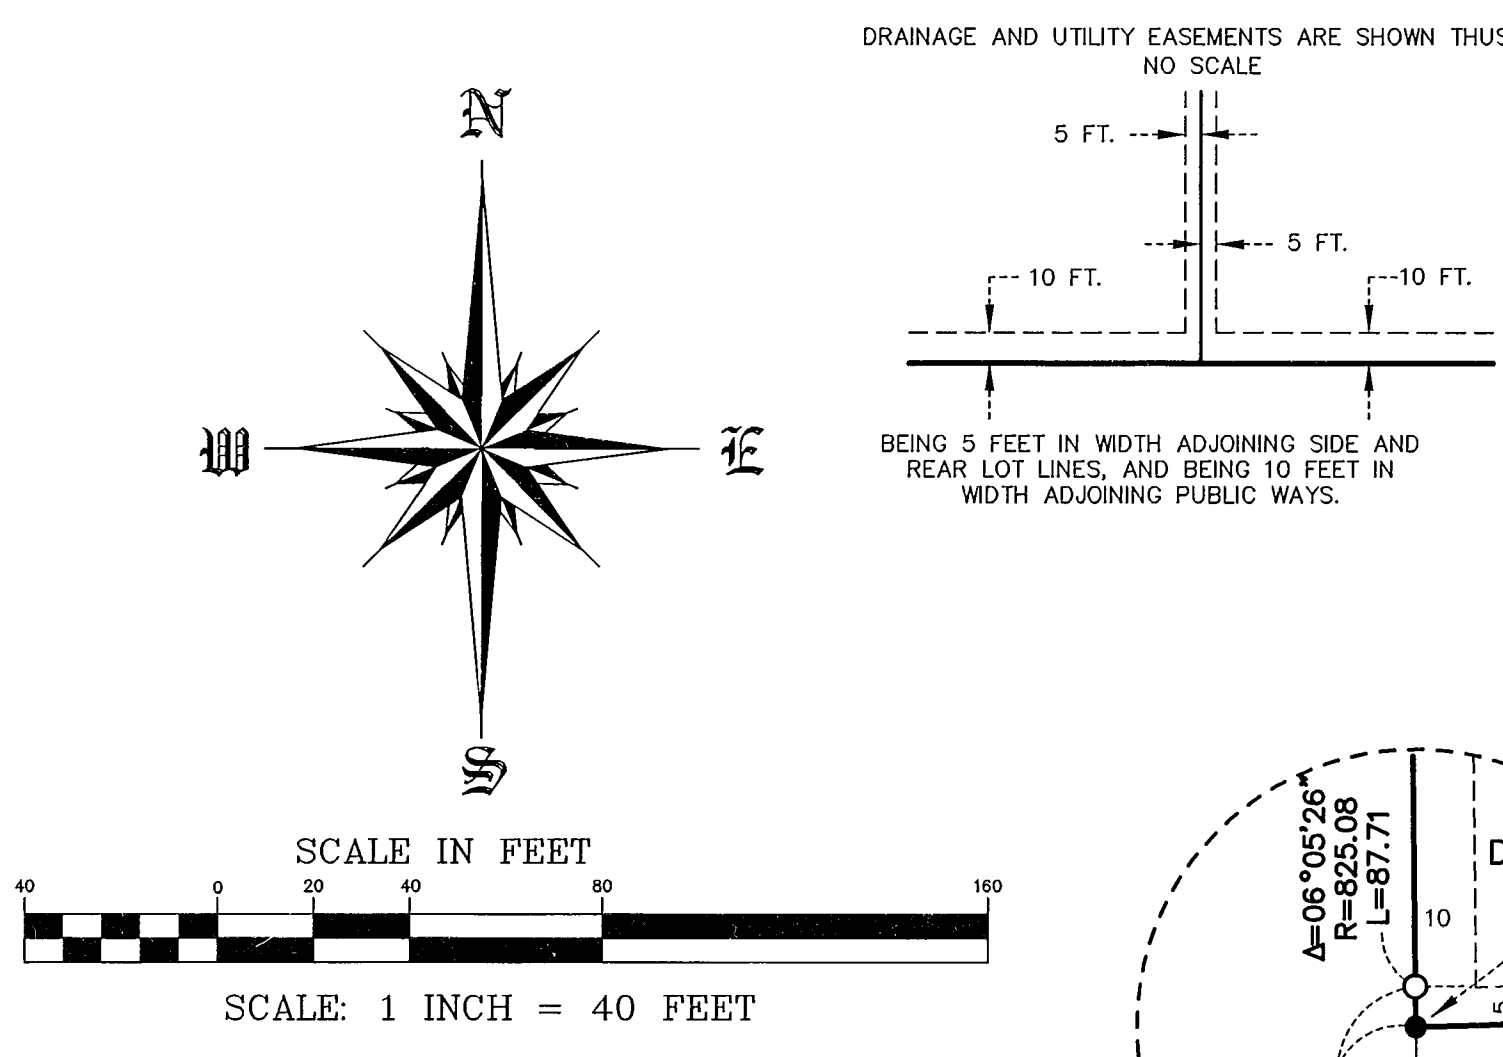 DRAINAGE AND UTILITY EASEMENTS ARE SHOWN THUS
NO SCALE
5 FT.
5 FT.
10 FT.
10 FT.
BEING 5 FEET IN WIDTH ADJOINING SIDE AND
REAR LOT LINES, AND BEING 10 FEET IN
WIDTH ADJOINING PUBLIC WAYS.
N
W
E
S
SCALE IN FEET
40 0 20 40 80 160
SCALE: 1 INCH = 40 FEET
Δ=06°05'26"
R=825.08
L=87.71
10
D